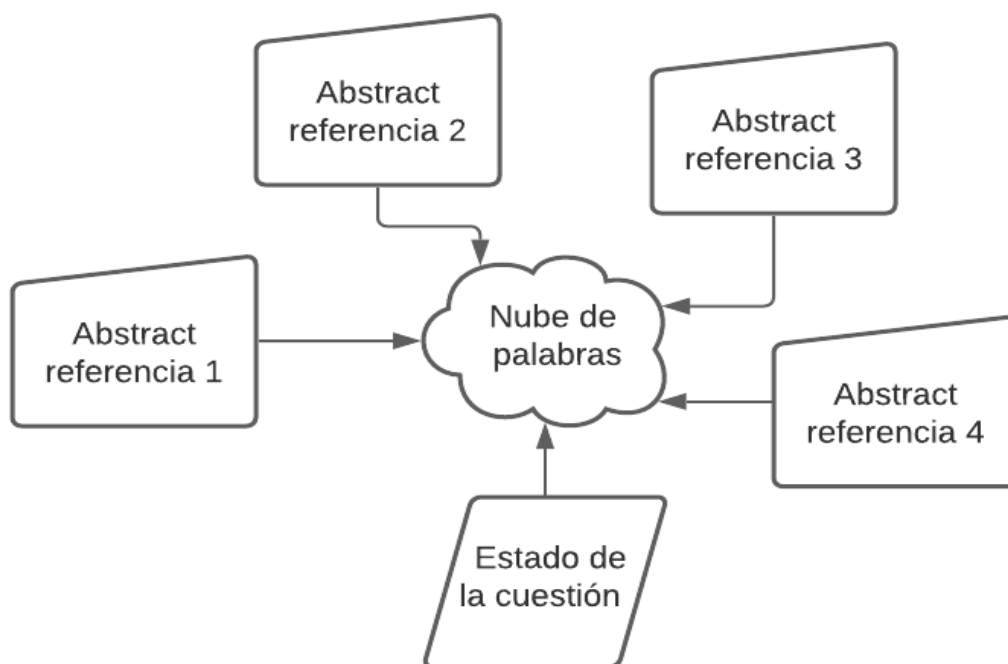 Abstract
referencia 2
Abstract
referencia 3
Abstract
referencia 1
Nube de
palabras
Abstract
referencia 4
Estado de
la cuestión